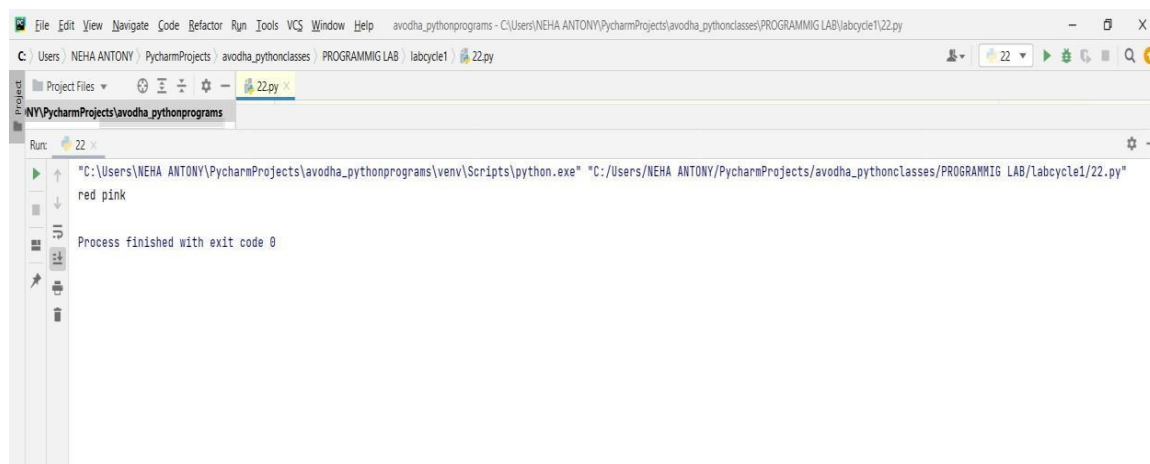 File Edit View Navigate Code Refactor Run Tools VCS Window Help avodha_pythonprograms - C:\Users\NEHA ANTONY\PycharmProjects\avodha_pythonclasses\PROGRAMMIG LAB\labcycle1\22.py
C: Users NEHA ANTONY PycharmProjects avodha_pythonclasses PROGRAMMIG LAB labcycle1 22.py 22
Project Project Files 22.py
NY\PycharmProjects\avodha_pythonprograms
Run: 22
"C:\Users\NEHA ANTONY\PycharmProjects\avodha_pythonprograms\venv\Scripts\python.exe" "C:/Users/NEHA ANTONY/PycharmProjects/avodha_pythonclasses/PROGRAMMIG LAB/labcycle1/22.py"
red pink
Process finished with exit code 0